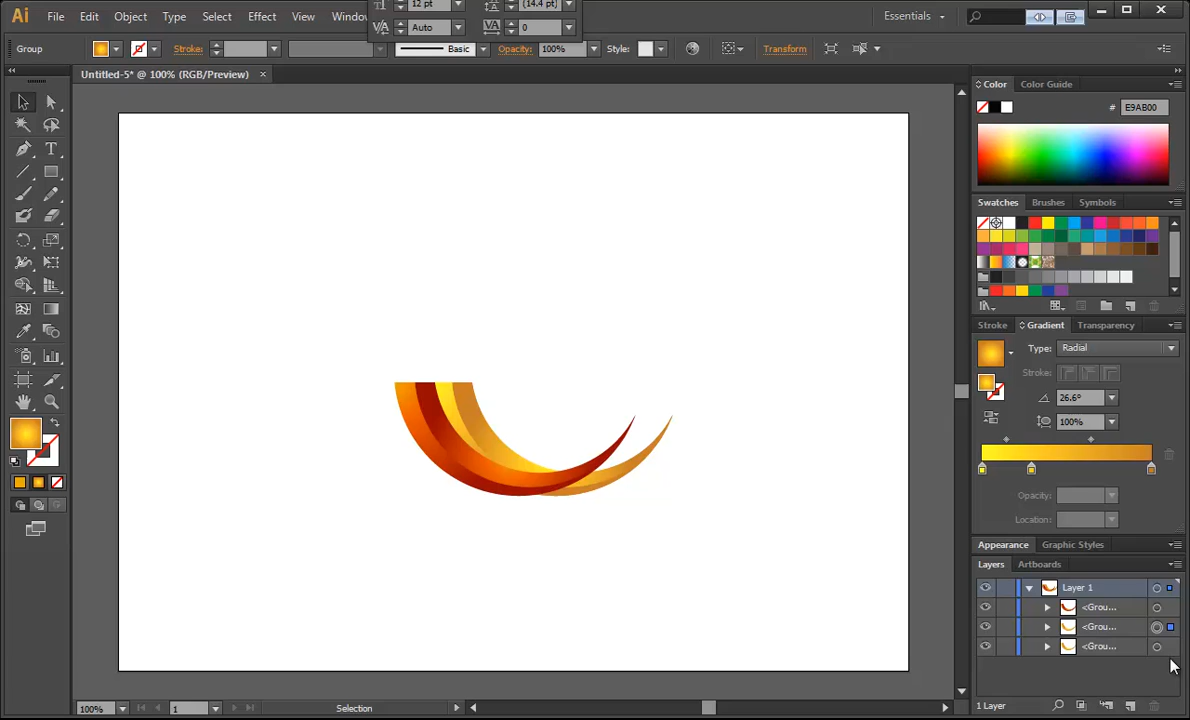 12 pt (14.4 pt)
Ai File Edit Object Type Select Effect View Windo Essentials
Auto 0
Group Stroke: Basic Opacity: 100% Style: Transform
Untitled-5* @ 100% (RGB/Preview)
Color Color Guide
# E9AB00
Swatches Brushes Symbols
Stroke Gradient Transparency
Type: Radial
Stroke:
26.6°
100%
Opacity:
Location:
Appearance Graphic Styles
Layers Artboards
Layer 1
<Grou...
<Grou...
<Grou...
1 Layer
100% 1 Selection